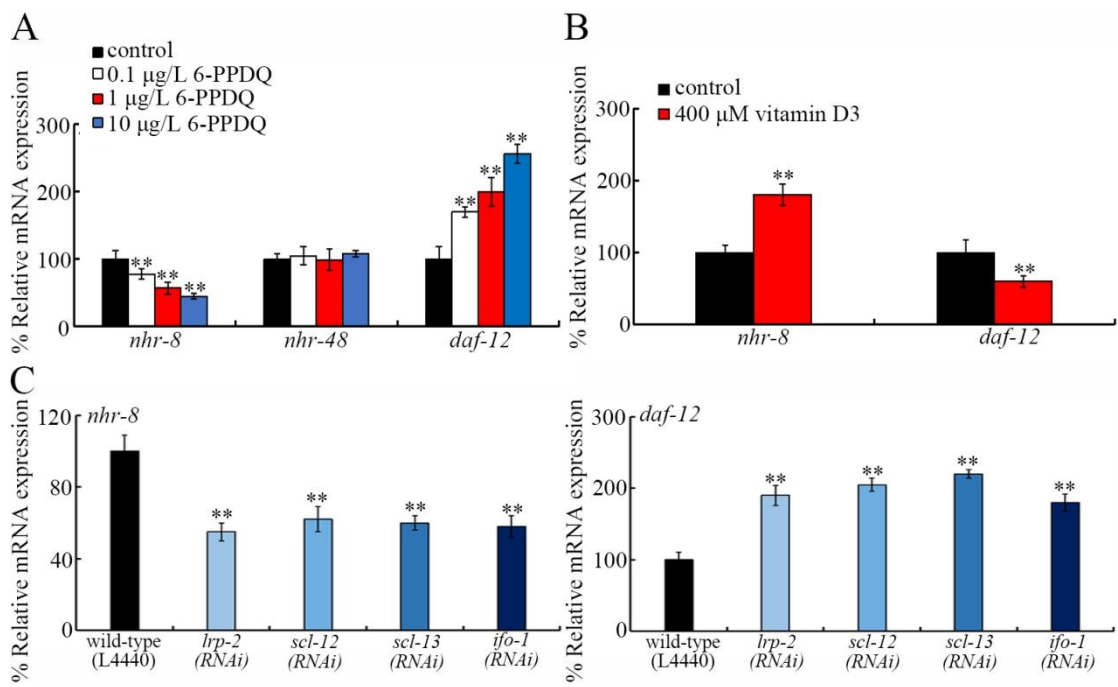 A
control
0.1 μg/L 6-PPDQ
1 μg/L 6-PPDQ
10 μg/L 6-PPDQ
% Relative mRNA expression
300
200
100
0
** ** **
** ** **
nhr-8 nhr-48 daf-12
B
control
400 μM vitamin D3
% Relative mRNA expression
300
200
100
0
**
**
nhr-8 daf-12
C
nhr-8
% Relative mRNA expression
120
80
40
0
** ** ** **
wild-type (L4440)
lrp-2 (RNAi)
scl-12 (RNAi)
scl-13 (RNAi)
ifo-1 (RNAi)
daf-12
% Relative mRNA expression
300
200
100
0
** ** ** **
wild-type (L4440)
lrp-2 (RNAi)
scl-12 (RNAi)
scl-13 (RNAi)
ifo-1 (RNAi)